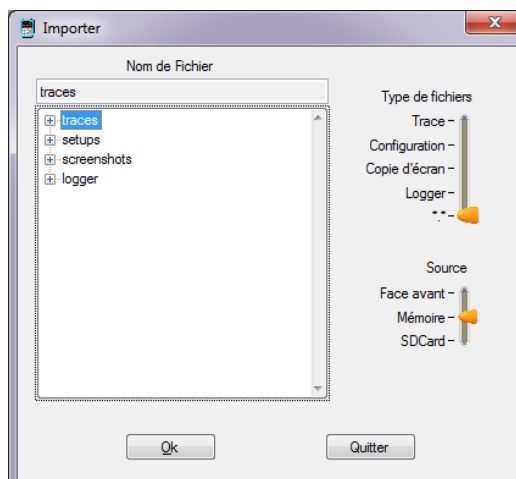 Importer
Nom de Fichier
traces
traces
setups
screenshots
logger
Type de fichiers
Trace
Configuration
Copie d'écran
Logger
*.*
Source
Face avant
Mémoire
SDCard
Ok
Quitter